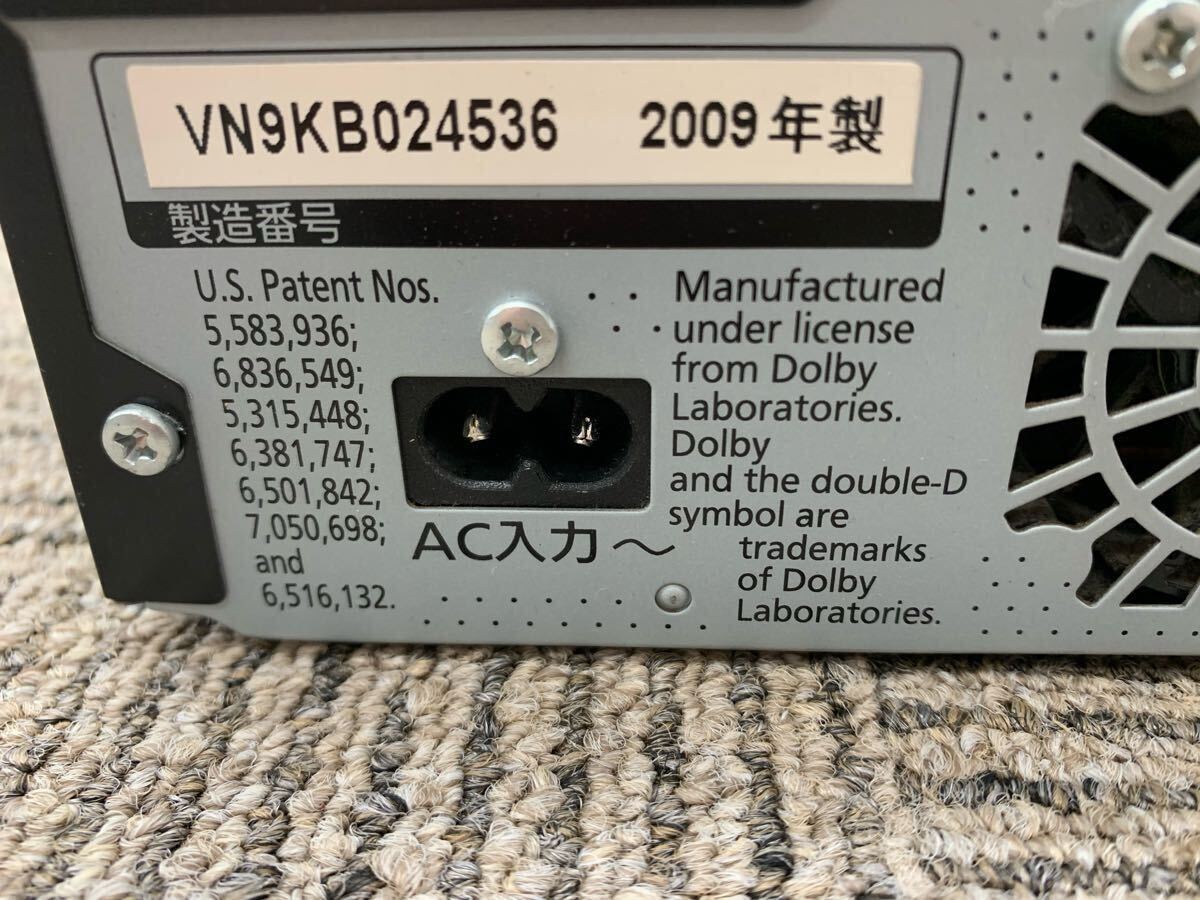 VN9KB024536 2009年製
製造番号
U.S. Patent Nos.
5,583,936;
6,836,549;
5,315,448;
6,381,747;
6,501,842;
7,050,698;
and
6,516,132.
AC入力～
Manufactured
under license
from Dolby
Laboratories.
Dolby
and the double-D
symbol are
trademarks
of Dolby
Laboratories.